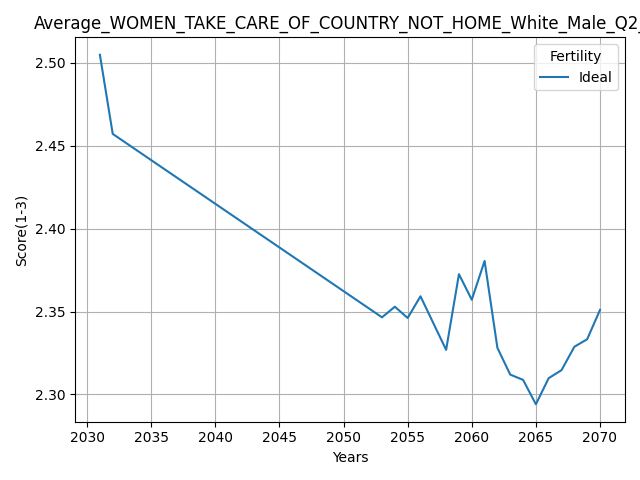 Average_WOMEN_TAKE_CARE_OF_COUNTRY_NOT_HOME_White_Male_Q2_
Fertility
Ideal
2.50
2.45
2.40
2.35
2.30
Score(1-3)
2030 2035 2040 2045 2050 2055 2060 2065 2070
Years